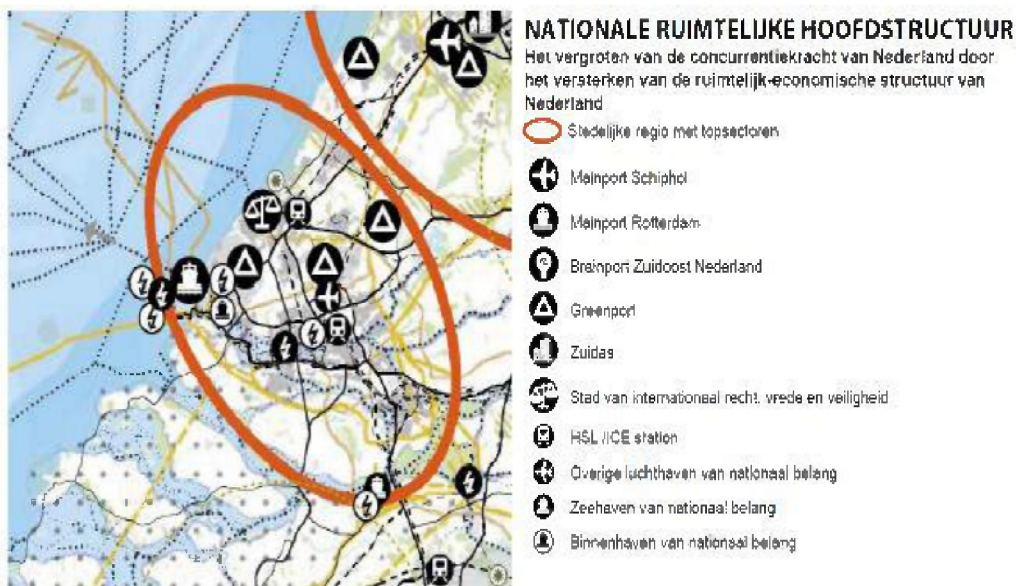 NATIONALE RUIMTELIJKE HOOFDSTRUCTUUR
Het vergroten van de concurrentiekracht van Nederland door
het versterken van de ruimtelijk-economische structuur van
Nederland
Stedelijke regio met topsectoren
Mainport Schiphol
Mainport Rotterdam
Brainport Zuidoost Nederland
Greenport
Zuidas
Stad van internationaal recht, vrede en veiligheid
HSL /ICE station
Overige luchthaven van nationaal belang
Zeehaven van nationaal belang
Binnenhaven van nationaal belang